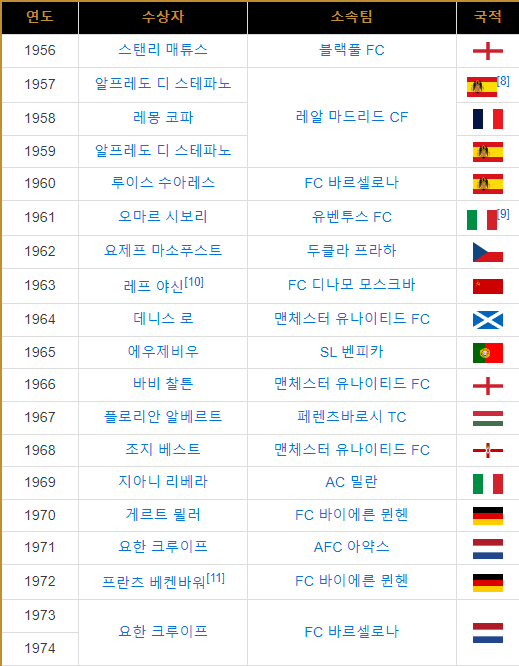 연도 수상자 소속팀 국적
1956 스탠리 매튜스 블랙풀 FC
1957 알프레도 디 스테파노 [8]
1958 레몽 코파 레알 마드리드 CF
1959 알프레도 디 스테파노
1960 루이스 수아레스 FC 바르셀로나
1961 오마르 시보리 유벤투스 FC [9]
1962 요제프 마소푸스트 두클라 프라하
1963 레프 야신[10] FC 디나모 모스크바
1964 데니스 로 맨체스터 유나이티드 FC
1965 에우제비우 SL 벤피카
1966 바비 찰튼 맨체스터 유나이티드 FC
1967 플로리안 알베르트 페렌츠바로시 TC
1968 조지 베스트 맨체스터 유나이티드 FC
1969 지아니 리베라 AC 밀란
1970 게르트 뮐러 FC 바이에른 뮌헨
1971 요한 크루이프 AFC 아약스
1972 프란츠 베켄바워[11] FC 바이에른 뮌헨
1973
요한 크루이프 FC 바르셀로나
1974